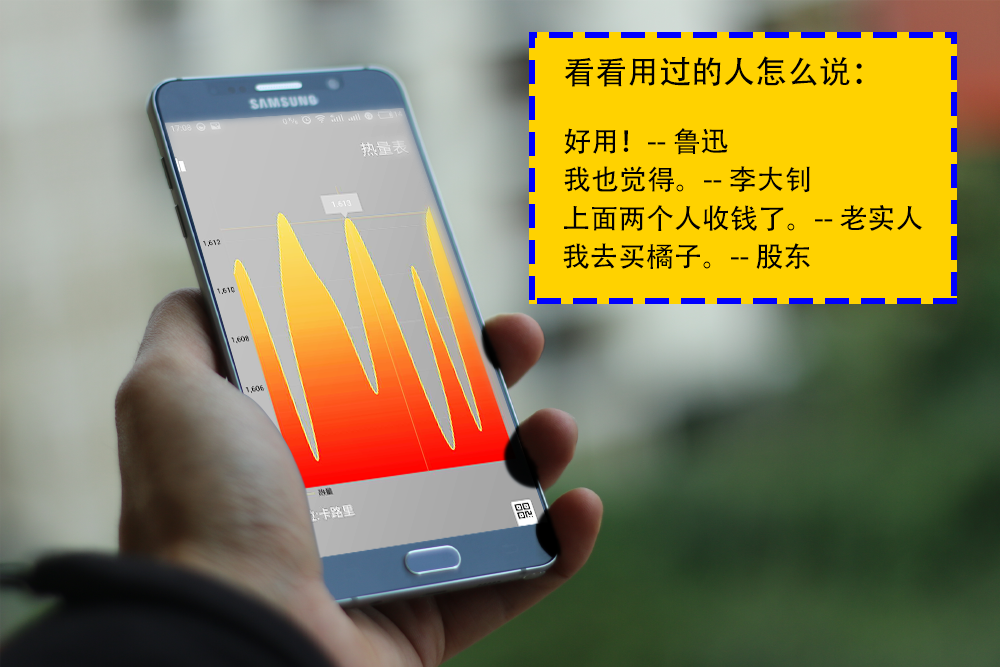 SAMSUNG
17:03
热量表
1,613
1,612
1,610
1,608
1,606
热量
卡路里
看看用过的人怎么说：
好用！-- 鲁迅
我也觉得。-- 李大钊
上面两个人收钱了。-- 老实人
我去买橘子。-- 股东